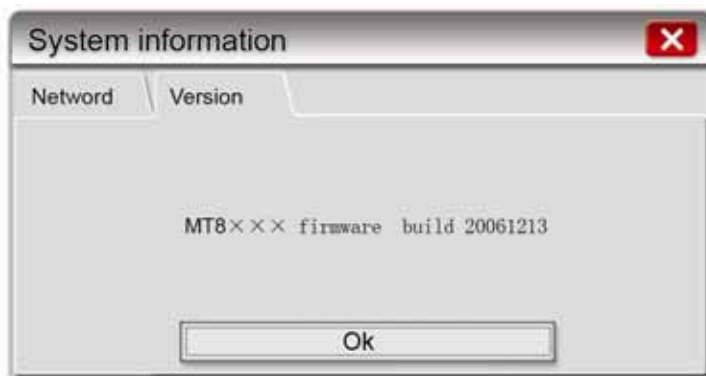 System information
Netword Version
MT8××× firmware build 20061213
Ok